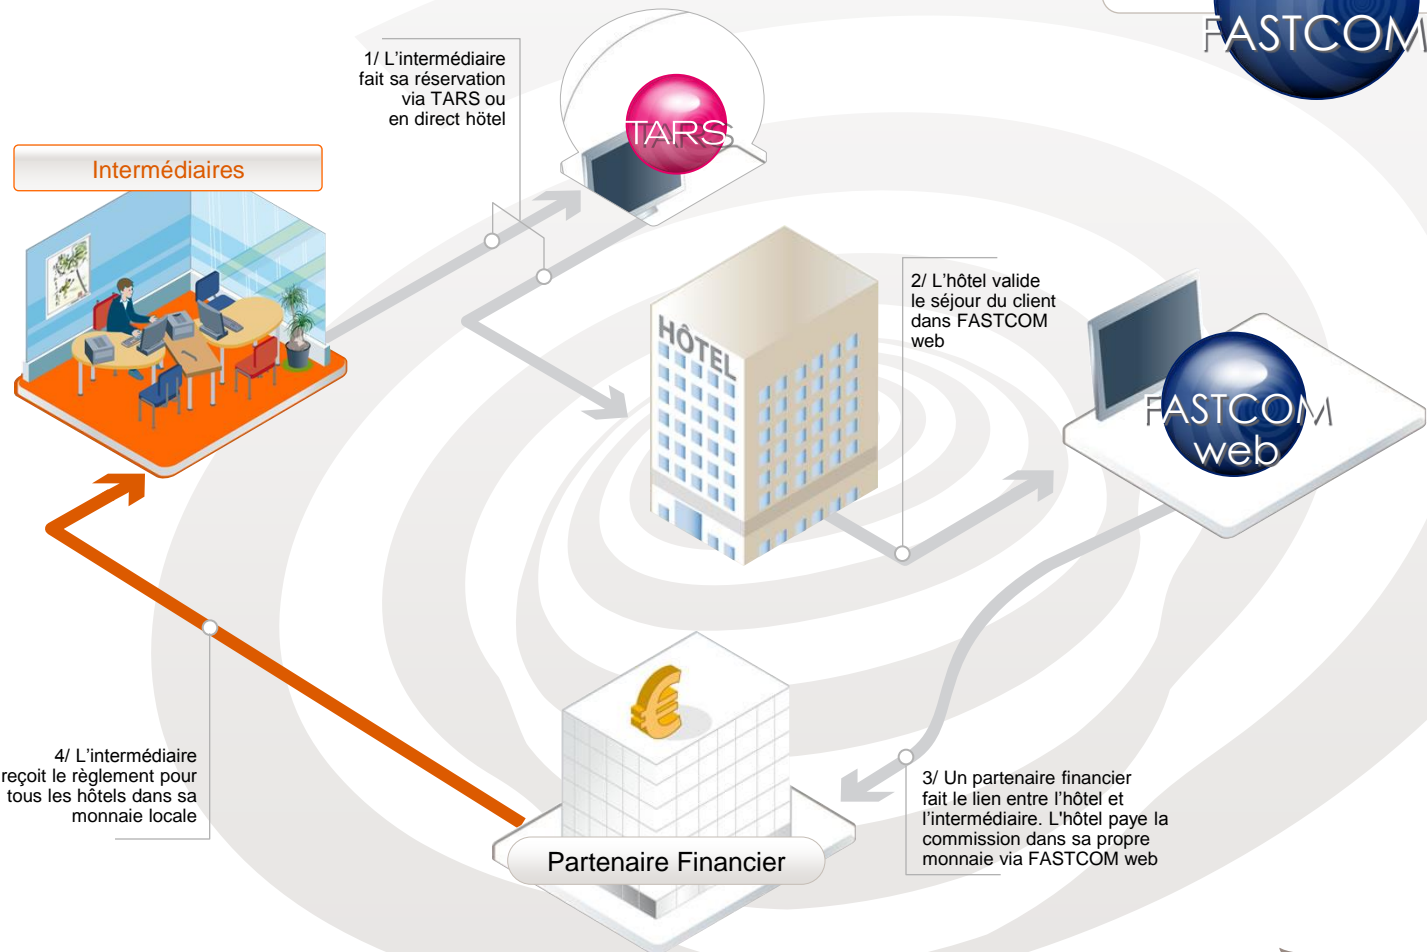 FASTCOM
1/ L'intermédiaire
fait sa réservation
via TARS ou
en direct hötel
TARS
Intermédiaires
2/ L'hôtel valide
le séjour du client
dans FASTCOM
web
HÔTEL
FASTCOM
web
€
4/ L'intermédiaire
reçoit le règlement pour
tous les hôtels dans sa
monnaie locale
3/ Un partenaire financier
fait le lien entre l'hôtel et
l'intermédiaire. L'hôtel paye la
commission dans sa propre
monnaie via FASTCOM web
Partenaire Financier